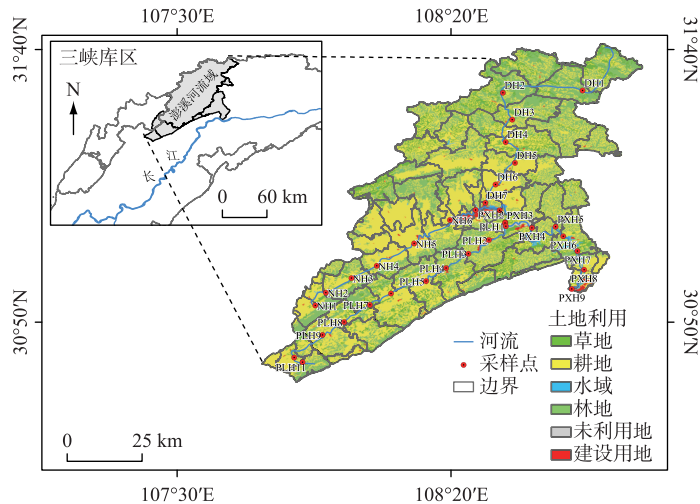 107°30′E
108°20′E
31°40′N
31°40′N
三峡库区
澎溪河流域
N
长江
0
60 km
DH1
DH2
DH3
DH4
DH5
DH6
DH7
NH6
PXH3
PXH5
PLH1
PXH4
PLH2
PXH6
NH5
PLH3
PXH7
NH4
PXH8
NH3
PLH5
PXH9
NH2
NH1
PLH7
PLH8
PLH9
PLH11
30°50′N
30°50′N
河流
采样点
边界
土地利用
草地
耕地
水域
林地
未利用地
建设用地
0
25 km
107°30′E
108°20′E